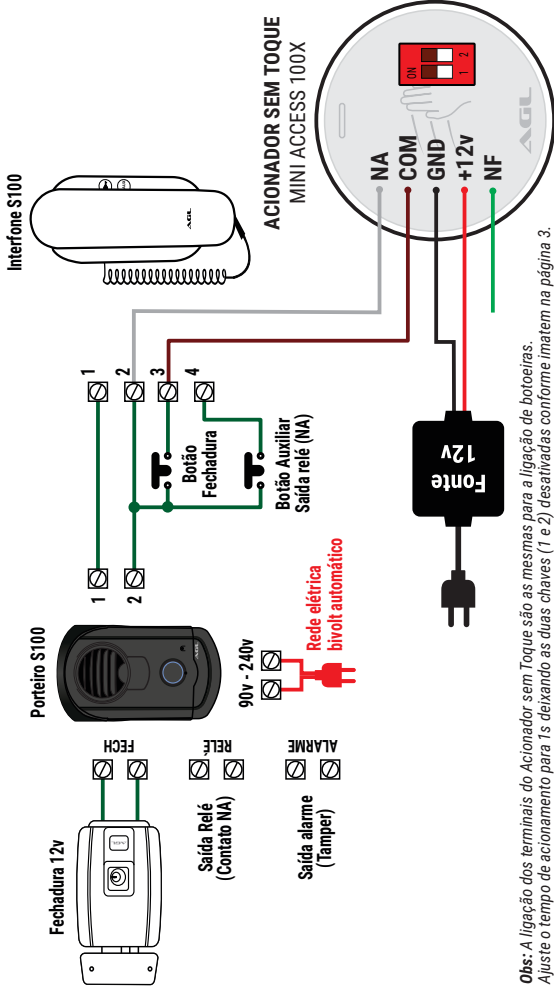 Interfone S100
AGL
ACIONADOR SEM TOQUE
MINI ACCESS 100X
ON
1 2
AGL
NA
COM
GND
+12v
NF
1
2
3
4
Botão
Fechadura
Botão Auxiliar
Saída relé (NA)
Fonte
12v
1
2
Porteiro S100
AGL
90v - 240v
Rede elétrica
bivolt automático
FECH
RELÉ
ALARME
Fechadura 12v
AGL
Saída Relé
(Contato NA)
Saída alarme
(Tamper)
Obs: A ligação dos terminais do Acionador sem Toque são as mesmas para a ligação de botoeiras.
Ajuste o tempo de acionamento para 1s deixando as duas chaves (1 e 2) desativadas conforme imatem na página 3.